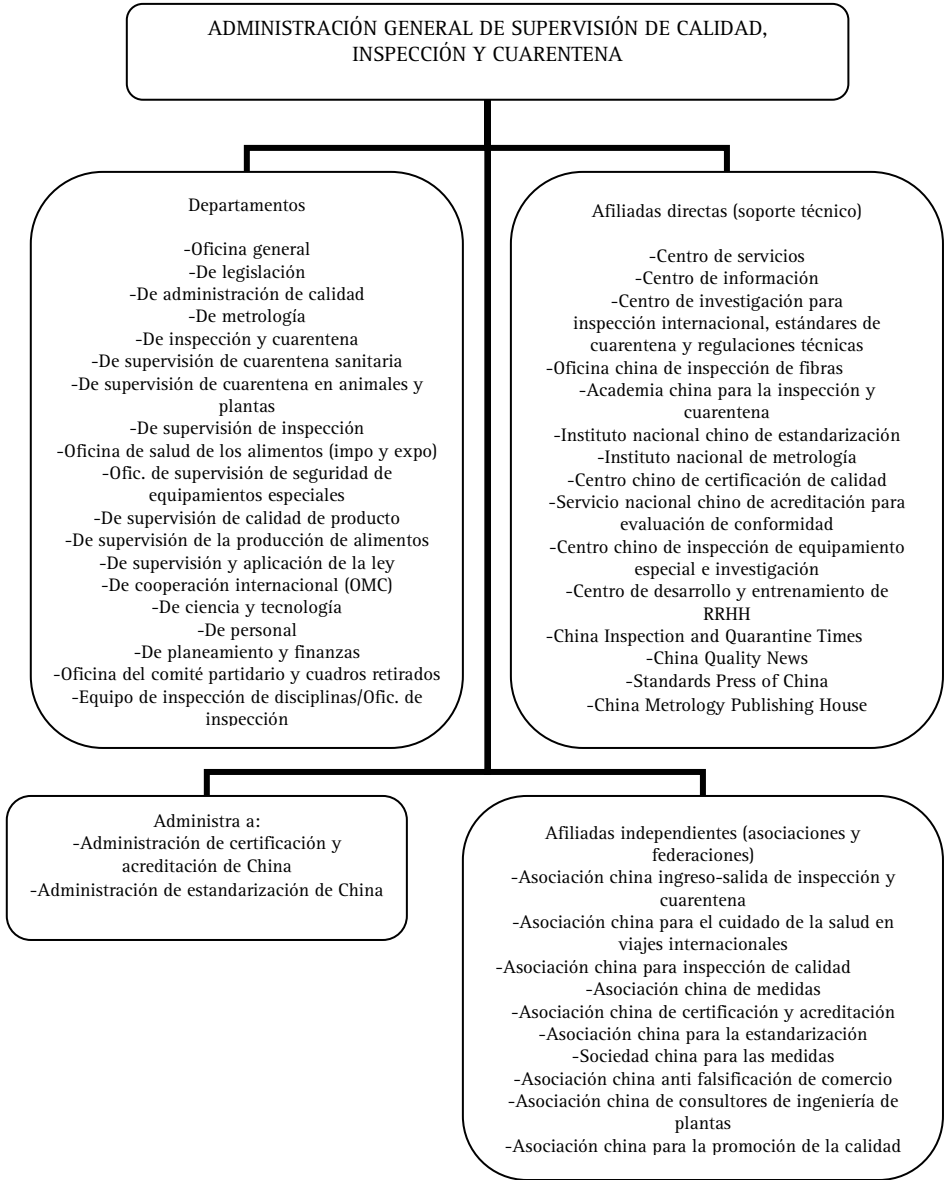 ADMINISTRACIÓN GENERAL DE SUPERVISIÓN DE CALIDAD,
INSPECCIÓN Y CUARENTENA
Departamentos
-Oficina general
-De legislación
-De administración de calidad
-De metrología
-De inspección y cuarentena
-De supervisión de cuarentena sanitaria
-De supervisión de cuarentena en animales y
plantas
-De supervisión de inspección
-Oficina de salud de los alimentos (impo y expo)
-Ofic. de supervisión de seguridad de
equipamientos especiales
-De supervisión de calidad de producto
-De supervisión de la producción de alimentos
-De supervisión y aplicación de la ley
-De cooperación internacional (OMC)
-De ciencia y tecnología
-De personal
-De planeamiento y finanzas
-Oficina del comité partidario y cuadros retirados
-Equipo de inspección de disciplinas/Ofic. de
inspección
Afiliadas directas (soporte técnico)
-Centro de servicios
-Centro de información
-Centro de investigación para
inspección internacional, estándares de
cuarentena y regulaciones técnicas
-Oficina china de inspección de fibras
-Academia china para la inspección y
cuarentena
-Instituto nacional chino de estandarización
-Instituto nacional de metrología
-Centro chino de certificación de calidad
-Servicio nacional chino de acreditación para
evaluación de conformidad
-Centro chino de inspección de equipamiento
especial e investigación
-Centro de desarrollo y entrenamiento de
RRHH
-China Inspection and Quarantine Times
-China Quality News
-Standards Press of China
-China Metrology Publishing House
Administra a:
-Administración de certificación y
acreditación de China
-Administración de estandarización de China
Afiliadas independientes (asociaciones y
federaciones)
-Asociación china ingreso-salida de inspección y
cuarentena
-Asociación china para el cuidado de la salud en
viajes internacionales
-Asociación china para inspección de calidad
-Asociación china de medidas
-Asociación china de certificación y acreditación
-Asociación china para la estandarización
-Sociedad china para las medidas
-Asociación china anti falsificación de comercio
-Asociación china de consultores de ingeniería de
plantas
-Asociación china para la promoción de la calidad